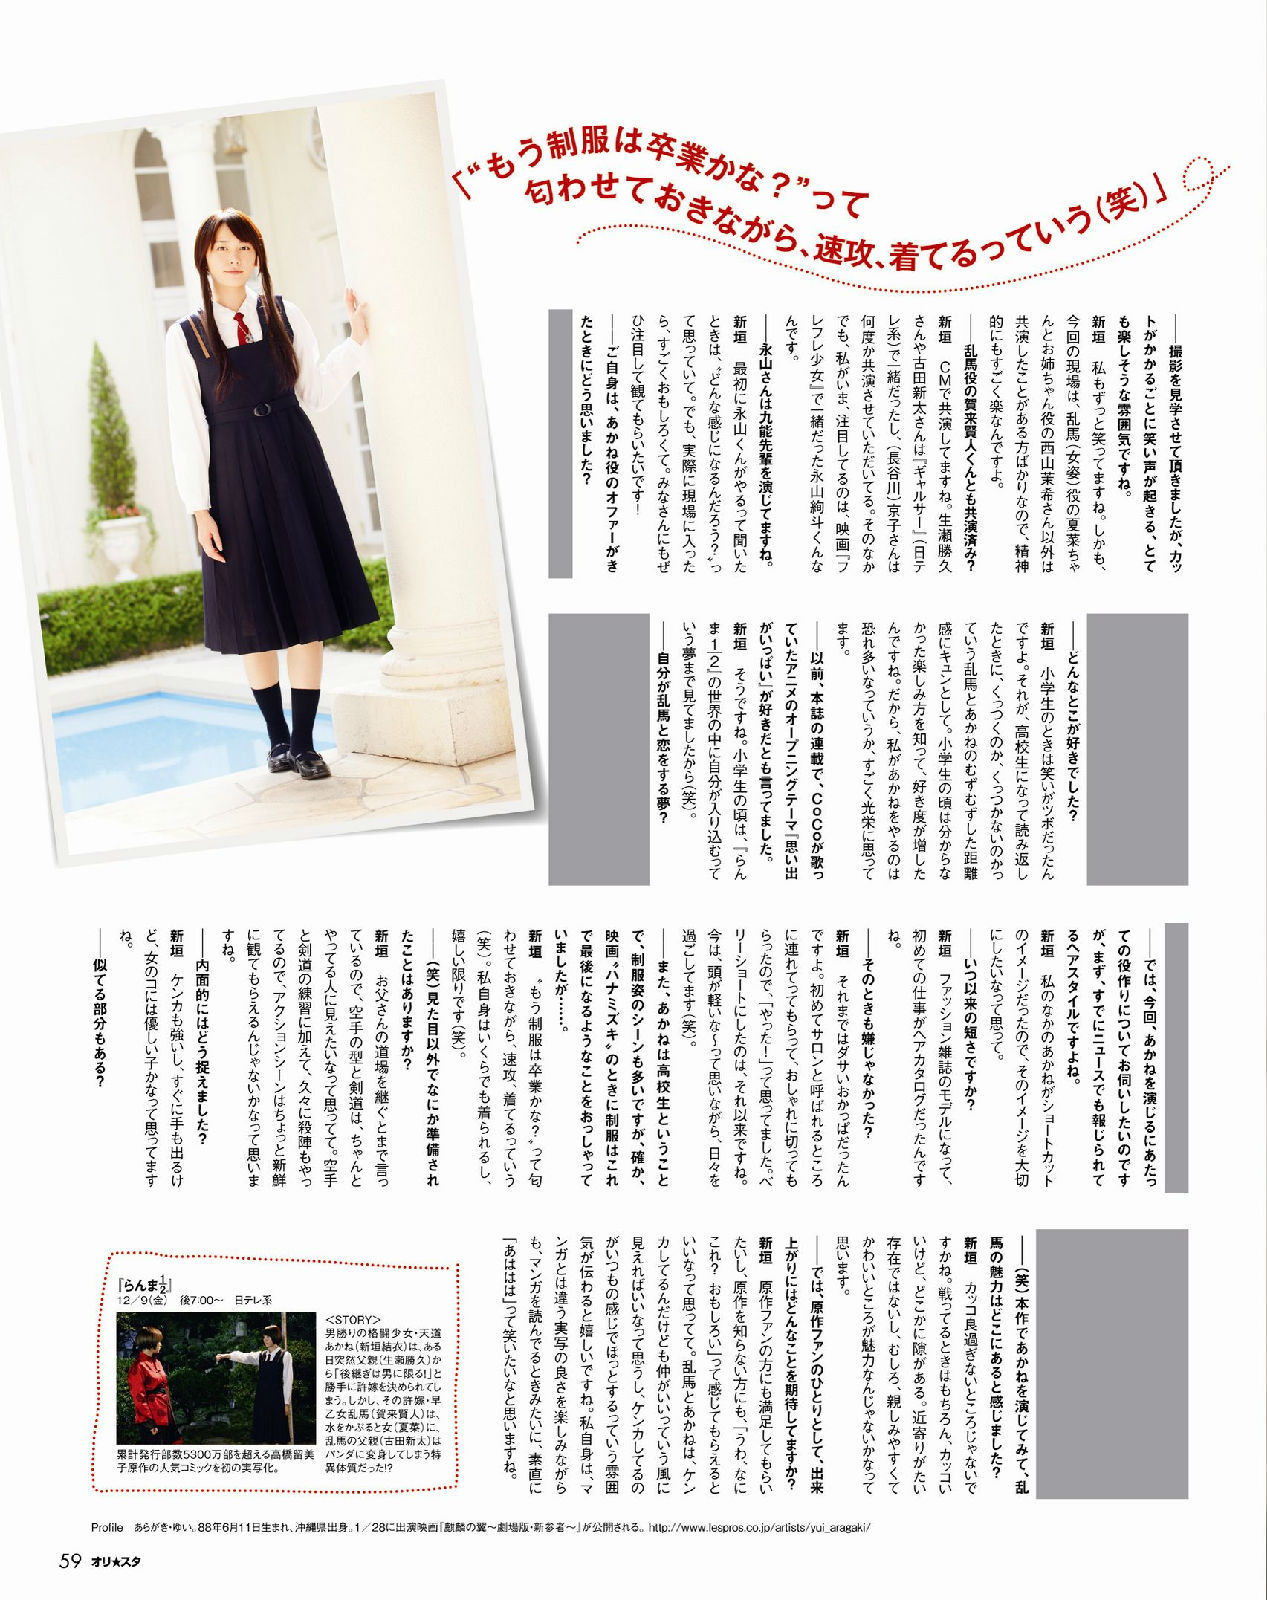 「“もう制服は卒業かな？”って
匂わせておきながら、速攻、着てるっていう（笑）」
――撮影を見学させて頂きましたが、カッ
トがかかるごとに笑い声が起きる、とて
も楽しそうな雰囲気ですね。
新垣　私もずっと笑ってますね。しかも、
今回の現場は、乱馬（女姿）役の夏菜ちゃ
んとお姉ちゃん役の西山茉希さん以外は
共演したことがある方ばかりなので、精神
的にもすごく楽なんですよ。
――乱馬役の賀来賢人くんとも共演済み？
新垣　CMで共演してますね。生瀬勝久
さんや古田新太さんは『ギャルサー』（日テ
レ系）で一緒だったし、（長谷川）京子さんは
何度か共演させていただいてる。そのなか
でも、私がいま、注目してるのは、映画『フ
レフレ少女』で一緒だった永山絢斗くんな
んです。
――永山さんは九能先輩を演じてますね。
新垣　最初に永山くんがやるって聞いた
ときは、“どんな感じになるんだろう？”っ
て思っていて。でも、実際に現場に入った
ら、すごくおもしろくて。みなさんにもぜ
ひ注目して観てもらいたいです！
――ご自身は、あかね役のオファーがき
たときにどう思いました？
――どんなとこが好きでした？
新垣　小学生のときは笑いがツボだったん
ですよ。それが、高校生になって読み返し
たときに、くっつくのか、くっつかないのかっ
ていう乱馬とあかねのむずむずした距離
感にキュンとして。小学生の頃は分からな
かった楽しみ方を知って、好き度が増した
んですね。だから、私があかねをやるのは
恐れ多いなっていうか、すごく光栄に思って
ます。
――以前、本誌の連載で、CoCoが歌っ
ていたアニメのオープニングテーマ『思い出
がいっぱい』が好きだとも言ってました。
新垣　そうですね。小学生の頃は、『らん
ま1/2』の世界の中に自分が入り込むって
いう夢まで見てましたから（笑）。
――自分が乱馬と恋をする夢？
――では、今回、あかねを演じるにあたっ
ての役作りについてお伺いしたいのです
が、まず、すでにニュースでも報じられて
るヘアスタイルですよね。
新垣　私のなかのあかねがショートカット
のイメージだったので、そのイメージを大切
にしたいなって思って。
――いつ以来の短さですか？
新垣　ファッション雑誌のモデルになって、
初めての仕事がヘアカタログだったんです
ね。
――そのときも嫌じゃなかった？
新垣　それまではダサいおかっぱだったん
ですよ。初めてサロンと呼ばれるところ
に連れてってもらって、おしゃれに切っても
らったので、「やった！」って思ってました。ベ
リーショートにしたのは、それ以来ですね。
今は、頭が軽いな～って思いながら、日々を
過ごしてます（笑）。
――また、あかねは高校生ということ
で、制服姿のシーンも多いですが、確か、
映画“ハナミズキ”のときに制服はこれ
で最後になるようなことをおっしゃって
いましたが……。
新垣　“もう制服は卒業かな？”って匂
わせておきながら、速攻、着てるっていう
（笑）。私自身はいくらでも着られるし、
嬉しい限りです（笑）。
――（笑）見た目以外でなにか準備され
たことはありますか？
新垣　お父さんの道場を継ぐとまで言っ
ているので、空手の型と剣道は、ちゃんと
やってる人に見えたいなって思ってて。空手
と剣道の練習に加えて、久々に殺陣もやっ
てるので、アクションシーンはちょっと新鮮
に観てもらえるんじゃないかなって思いま
すね。
――内面的にはどう捉えました？
新垣　ケンカも強いし、すぐに手も出るけ
ど、女のコには優しい子かなって思ってます
ね。
――似てる部分もある？
――（笑）本作であかねを演じてみて、乱
馬の魅力はどこにあると感じました？
新垣　カッコ良過ぎないところじゃないで
すかね。戦ってるときはもちろん、カッコい
いけど、どこかに隙がある。近寄りがたい
存在ではないし、むしろ、親しみやすくて
かわいいところが魅力なんじゃないかなって
思います。
――では、原作ファンのひとりとして、出来
上がりにはどんなことを期待してますか？
新垣　原作ファンの方にも満足してもらい
たいし、原作を知らない方にも、「うわ、なに
これ？ おもしろい」って感じてもらえると
いいなって思ってて。乱馬とあかねは、ケン
カしてるんだけども仲がいいっていう風に
見えればいいなって思うし、ケンカしてるの
がいつもの感じでほっとするっていう雰囲
気が伝わると嬉しいですね。私自身は、マ
ンガとは違う実写の良さを楽しみながら
も、マンガを読んでるときみたいに、素直に
「あははは」って笑いたいなと思いますね。
『らんま½』
12／9（金）　後7:00～　日テレ系
＜STORY＞
男勝りの格闘少女・天道
あかね（新垣結衣）は、ある
日突然父親（生瀬勝久）か
ら「後継ぎは男に限る！」と
勝手に許嫁を決められてし
まう。しかし、その許嫁・早
乙女乱馬（賀来賢人）は、
水をかぶると女（夏菜）に、
乱馬の父親（古田新太）は
パンダに変身してしまう特
異体質だった!?
累計発行部数5300万部を超える高橋留美
子原作の人気コミックを初の実写化。
Profile　あらがき・ゆい。88年6月11日生まれ、沖縄県出身。1／28に出演映画『麒麟の翼～劇場版・新参者～』が公開される。 http://www.lespros.co.jp/artists/yui_aragaki/
59 オリ★スタ